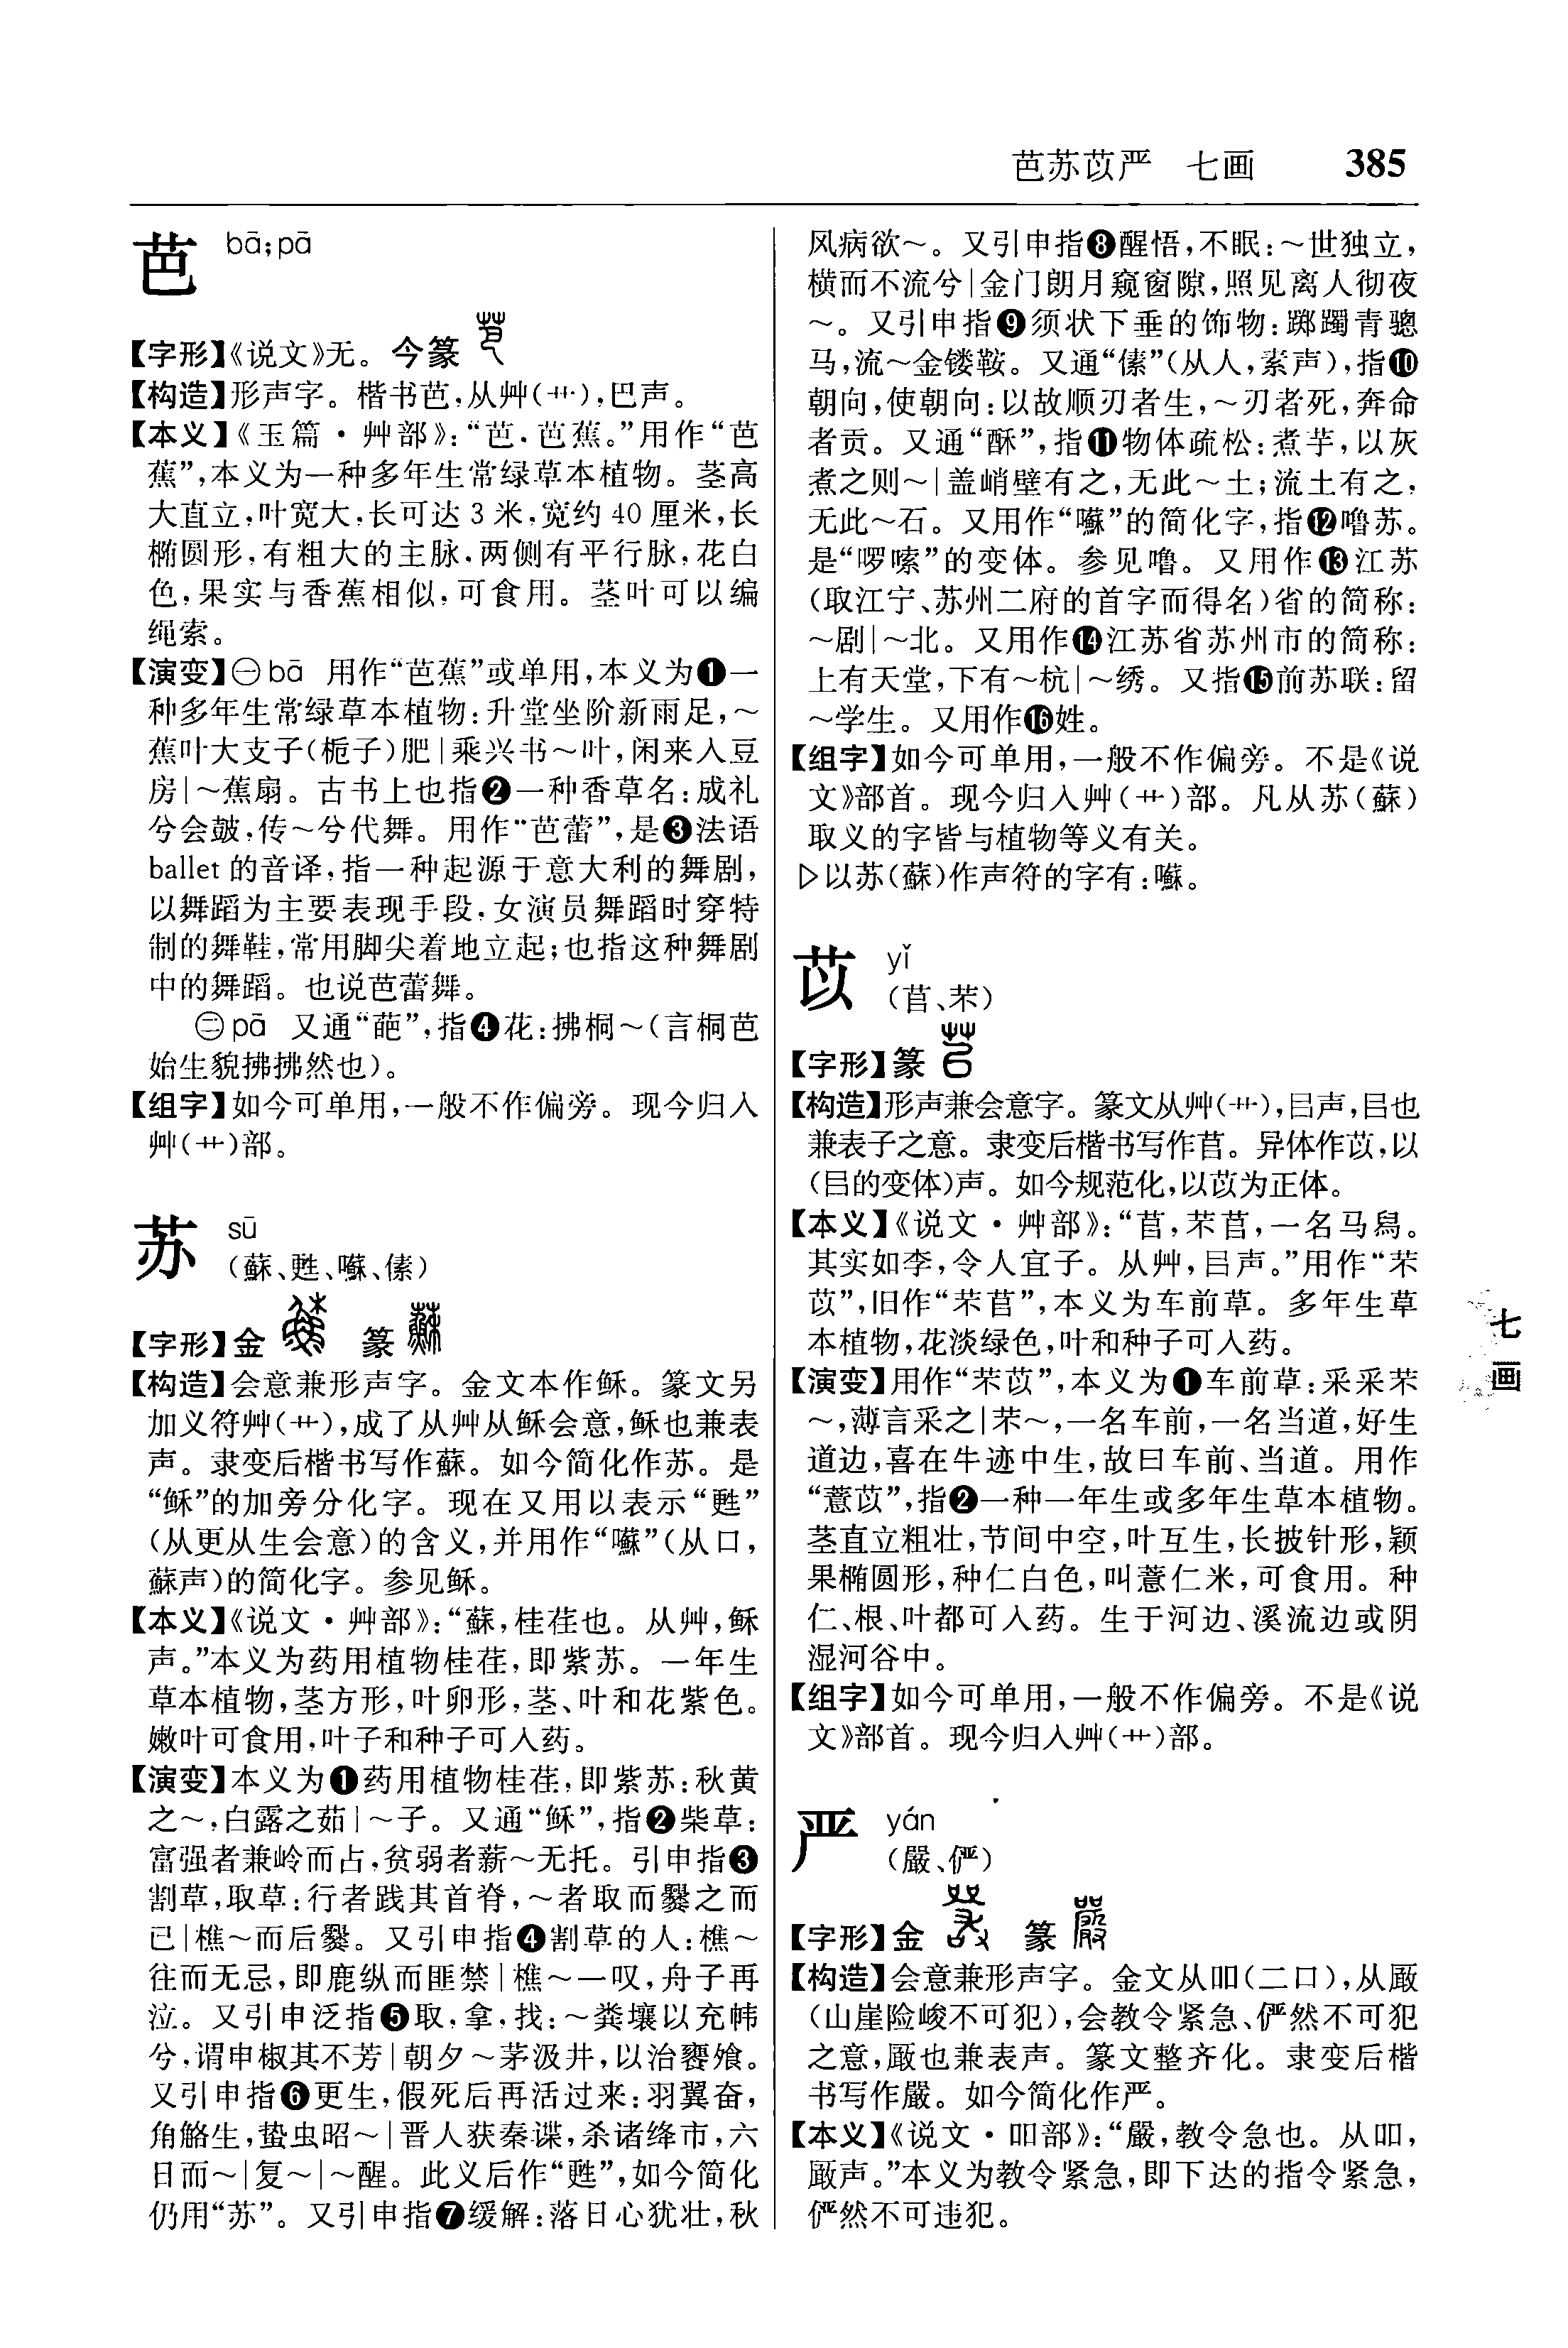 芭苏苡严 七画 385
芭 bā;pā
【字形】《说文》无。 今篆
【构造】形声字。楷书芭,从艸(艹),巴声。
【本义】《玉篇·艸部》:“芭,芭蕉。”用作“芭
蕉”,本义为一种多年生常绿草本植物。茎高
大直立,叶宽大,长可达 3 米,宽约 40 厘米,长
椭圆形,有粗大的主脉,两侧有平行脉,花白
色,果实与香蕉相似,可食用。茎叶可以编
绳索。
【演变】㊀bā 用作“芭蕉”或单用,本义为❶一
种多年生常绿草本植物:升堂坐阶新雨足,～
蕉叶大支子(栀子)肥|乘兴书～叶,闲来入豆
房|～蕉扇。古书上也指❷一种香草名:成礼
兮会鼓,传～兮代舞。用作“芭蕾”,是❸法语
ballet 的音译,指一种起源于意大利的舞剧,
以舞蹈为主要表现手段,女演员舞蹈时穿特
制的舞鞋,常用脚尖着地立起;也指这种舞剧
中的舞蹈。也说芭蕾舞。
㊁pā 又通“葩”,指❹花:拂桐～(言桐芭
始生貌拂拂然也)。
【组字】如今可单用,一般不作偏旁。现今归入
艸(艹)部。
苏 sū
(蘇、甦、囌、傃)
【字形】金 篆
【构造】会意兼形声字。金文本作稣。篆文另
加义符艸(艹),成了从艸从稣会意,稣也兼表
声。隶变后楷书写作蘇。如今简化作苏。是
“稣”的加旁分化字。现在又用以表示“甦”
(从更从生会意)的含义,并用作“囌”(从口,
蘇声)的简化字。参见稣。
【本义】《说文·艸部》:“蘇,桂荏也。从艸,稣
声。”本义为药用植物桂荏,即紫苏。一年生
草本植物,茎方形,叶卵形,茎、叶和花紫色。
嫩叶可食用,叶子和种子可入药。
【演变】本义为❶药用植物桂荏,即紫苏:秋黄
之～,白露之茹|～子。又通“稣”,指❷柴草:
富强者兼岭而占,贫弱者薪～无托。引申指❸
割草,取草:行者践其首脊,～者取而爨之而
已|樵～而后爨。又引申指❹割草的人:樵～
往而无忌,即鹿纵而匪禁|樵～一叹,舟子再
泣。又引申泛指❺取,拿,找:～粪壤以充帏
兮,谓申椒其不芳|朝夕～茅汲井,以治饔飧。
又引申指❻更生,假死后再活过来:羽翼奋,
角觡生,蛰虫昭～|晋人获秦谍,杀诸绛市,六
日而～|复～|～醒。此义后作“甦”,如今简化
仍用“苏”。又引申指❼缓解:落日心犹壮,秋
风病欲～。又引申指❽醒悟,不眠:～世独立,
横而不流兮|金门朗月窥窗隙,照见离人彻夜
～。又引申指❾须状下垂的饰物:踯躅青骢
马,流～金镂鞍。又通“傃”(从人,素声),指❿
朝向,使朝向:以故顺刃者生,～刃者死,奔命
者贡。又通“酥”,指⓫物体疏松:煮芋,以灰
煮之则～|盖峭壁有之,无此～土;流土有之,
无此～石。又用作“囌”的简化字,指⓬噜苏。
是“啰嗦”的变体。参见噜。又用作⓭江苏
(取江宁、苏州二府的首字而得名)省的简称:
～剧|～北。又用作⓮江苏省苏州市的简称:
上有天堂,下有～杭|～绣。又指⓯前苏联:留
～学生。又用作⓰姓。
【组字】如今可单用,一般不作偏旁。不是《说
文》部首。现今归入艸(艹)部。凡从苏(蘇)
取义的字皆与植物等义有关。
▷以苏(蘇)作声符的字有:囌。
苡 yǐ
(苢、芣)
【字形】篆
【构造】形声兼会意字。篆文从艸(艹),㠯声,㠯也
兼表子之意。隶变后楷书写作苢。异体作苡,以
(㠯的变体)声。如今规范化,以苡为正体。
【本义】《说文·艸部》:“苢,芣苢,一名马舄。
其实如李,令人宜子。从艸,㠯声。”用作“芣
苡”,旧作“芣苢”,本义为车前草。多年生草
本植物,花淡绿色,叶和种子可入药。
【演变】用作“芣苡”,本义为❶车前草:采采芣
～,薄言采之|芣～,一名车前,一名当道,好生
道边,喜在牛迹中生,故曰车前、当道。用作
“薏苡”,指❷一种一年生或多年生草本植物。
茎直立粗壮,节间中空,叶互生,长披针形,颖
果椭圆形,种仁白色,叫薏仁米,可食用。种
仁、根、叶都可入药。生于河边、溪流边或阴
湿河谷中。
【组字】如今可单用,一般不作偏旁。不是《说
文》部首。现今归入艸(艹)部。
严 yán
(嚴、俨)
【字形】金 篆
【构造】会意兼形声字。金文从吅(二口),从厰
(山崖险峻不可犯),会教令紧急、俨然不可犯
之意,厰也兼表声。篆文整齐化。隶变后楷
书写作嚴。如今简化作严。
【本义】《说文·吅部》:“嚴,教令急也。从吅,
厰声。”本义为教令紧急,即下达的指令紧急,
俨然不可违犯。
七
画